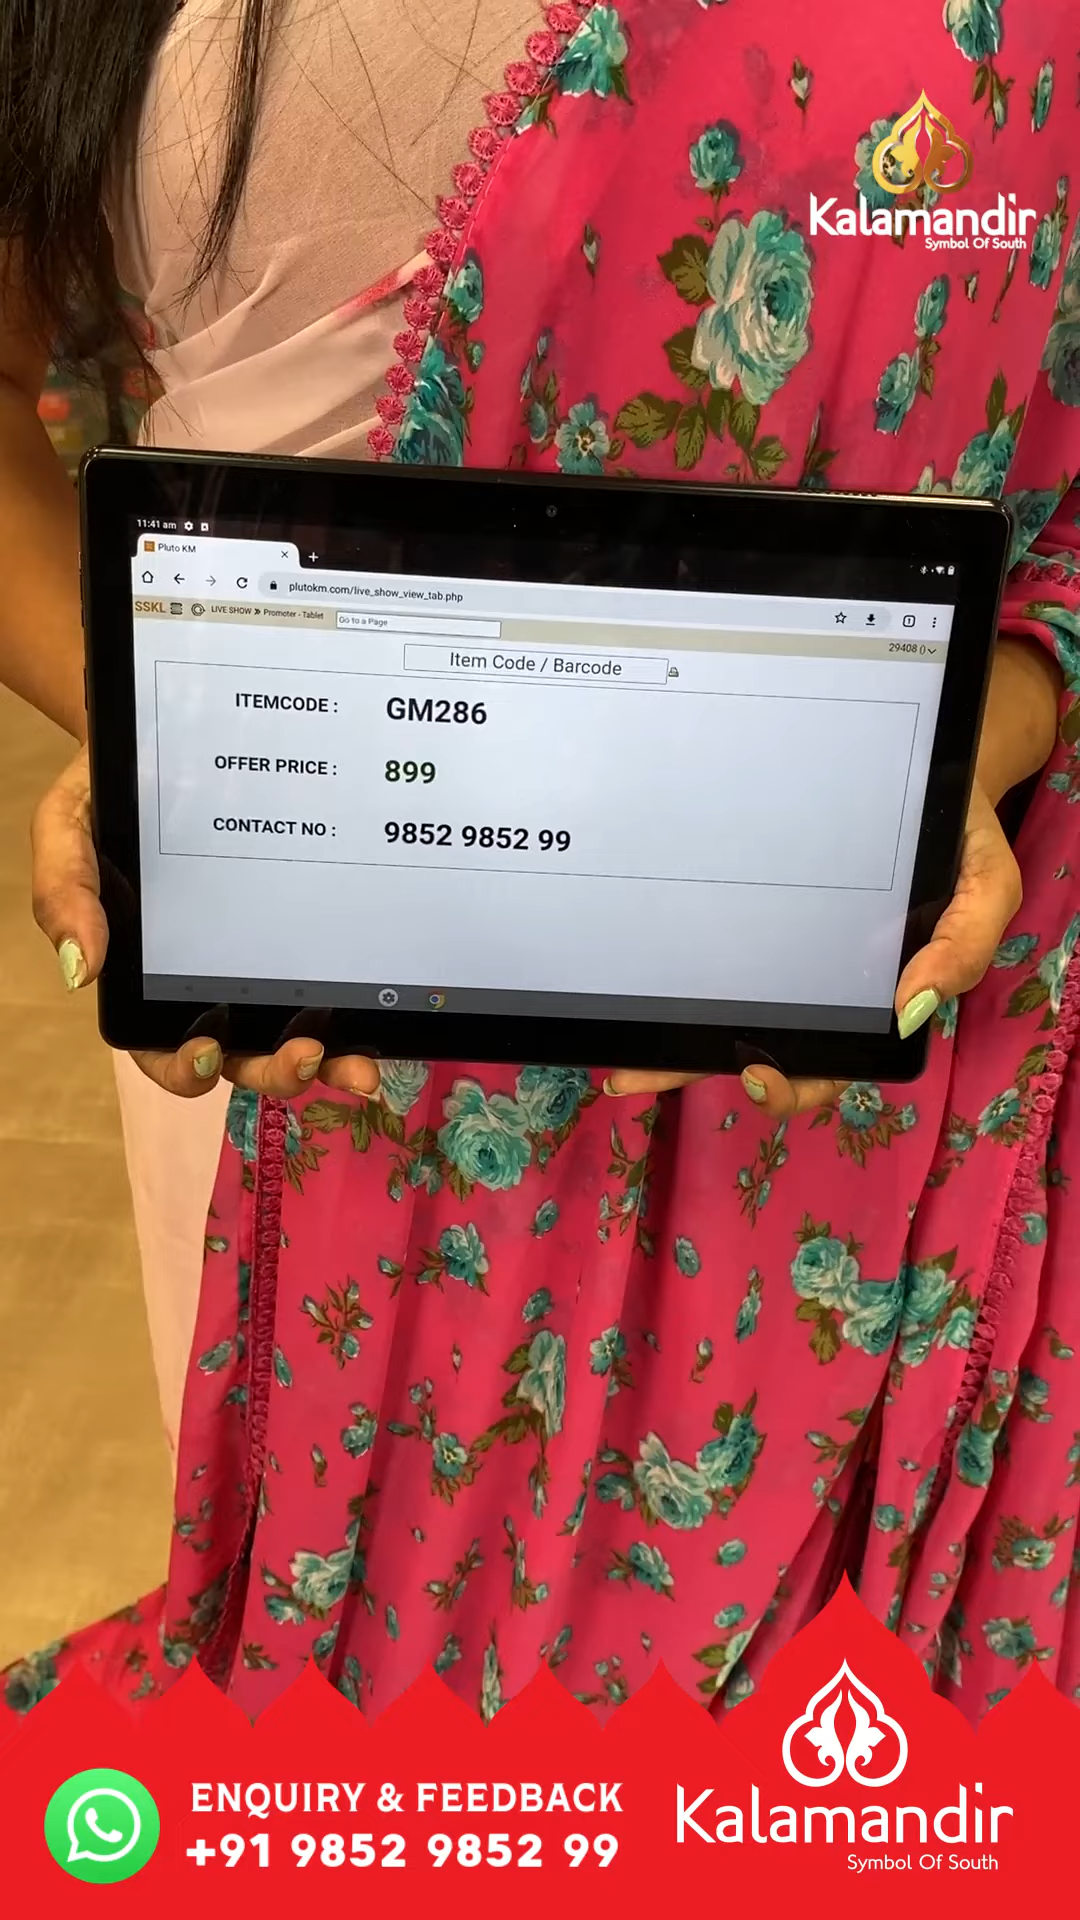 Kalamandir
Symbol Of South
11:41 am
Pluto KM
plutokm.com/live_show_view_tab.php
SSKL LIVE SHOW Promoter - Tablet Go to a Page
29408 ()
Item Code / Barcode
ITEMCODE : GM286
OFFER PRICE : 899
CONTACT NO : 9852 9852 99
ENQUIRY & FEEDBACK
+91 9852 9852 99
Kalamandir
Symbol Of South